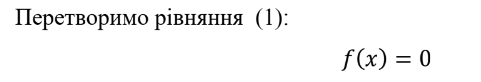 Перетворимо рівняння (1):
f(x) = 0